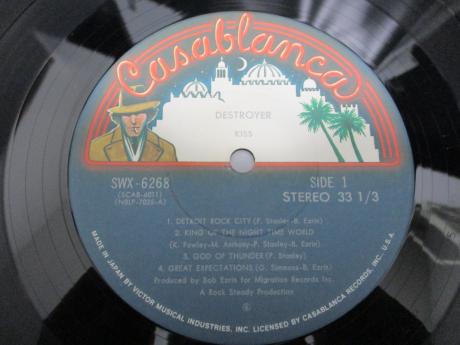 Casablanca
DESTROYER
KISS
SWX-6268
SIDE 1
(SCAB-6011)
STEREO 33 1/3
(NBLP-7025-A)
1. DETROIT ROCK CITY (P. Stanley-B. Ezrin)
2. KING OF THE NIGHT TIME WORLD
(K. Fowley-M. Anthony-P. Stanley-B. Ezrin)
3. GOD OF THUNDER (P. Stanley)
4. GREAT EXPECTATIONS (G. Simmons-B. Ezrin)
Produced by Bob Ezrin for Migration Records Inc.
A Rock Steady Production
MADE IN JAPAN BY VICTOR MUSICAL INDUSTRIES, INC. LICENSED BY CASABLANCA RECORDS, INC. U.S.A.